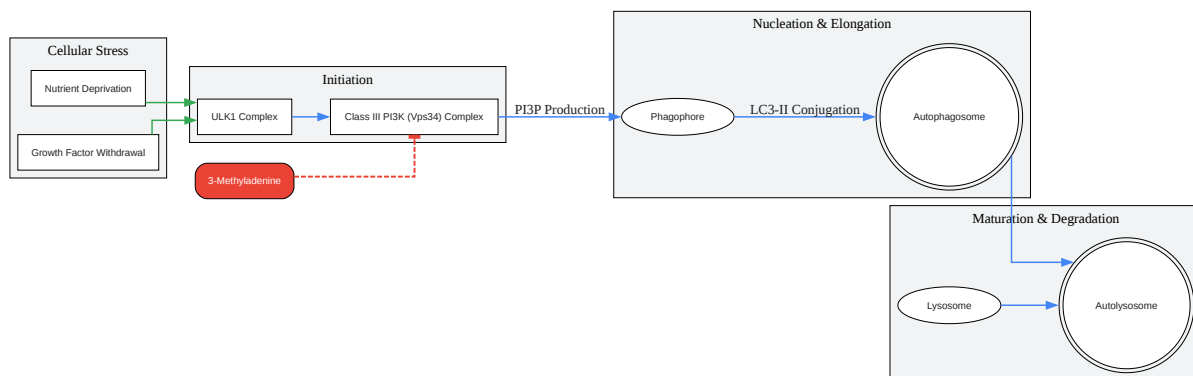 Cellular Stress
Nutrient Deprivation
Growth Factor Withdrawal
Initiation
ULK1 Complex
Class III PI3K (Vps34) Complex
3-Methyladenine
PI3P Production
Nucleation & Elongation
Phagophore
LC3-II Conjugation
Autophagosome
Maturation & Degradation
Lysosome
Autolysosome